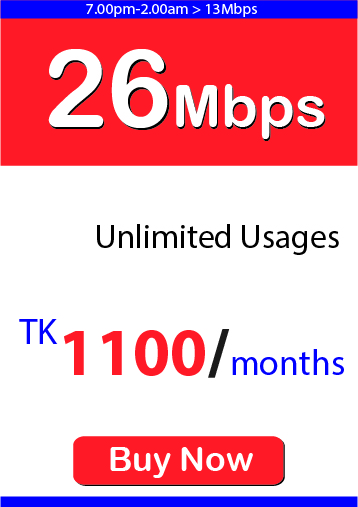 7.00pm-2.00am > 13Mbps
26Mbps
Unlimited Usages
TK 1100/months
Buy Now